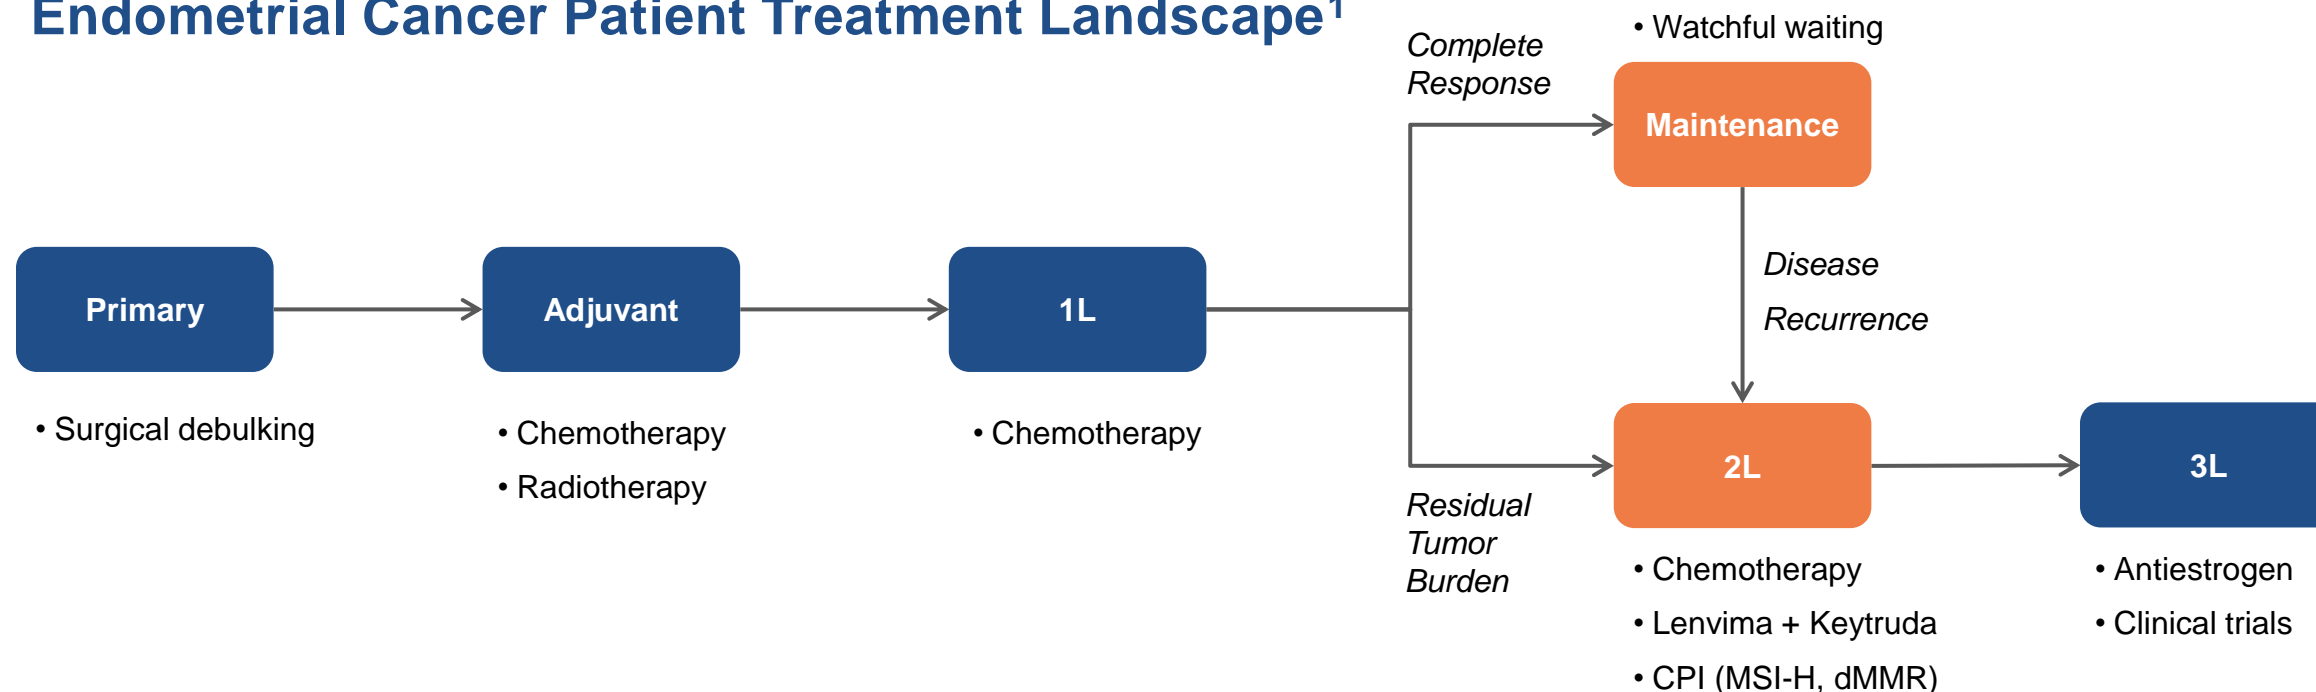 Endometrial Cancer Patient Treatment Landscape¹
• Watchful waiting
Complete
Response
Maintenance
Disease
Recurrence
Primary
Adjuvant
1L
• Surgical debulking
• Chemotherapy
• Radiotherapy
• Chemotherapy
Residual
Tumor
Burden
2L
3L
• Chemotherapy
• Lenvima + Keytruda
• CPI (MSI-H, dMMR)
• Antiestrogen
• Clinical trials